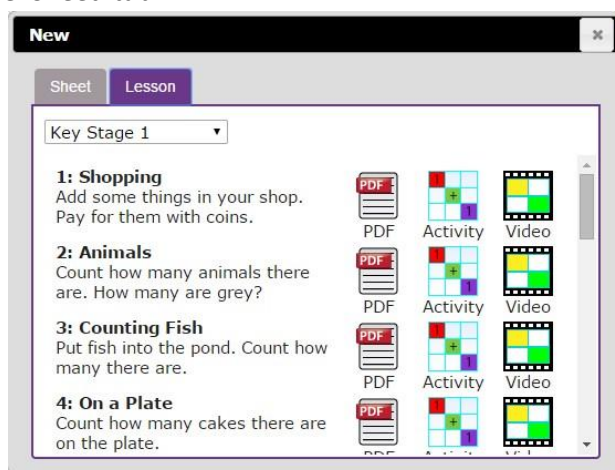 New
Sheet
Lesson
Key Stage 1
1: Shopping
Add some things in your shop.
Pay for them with coins.
PDF
PDF Activity Video
2: Animals
Count how many animals there
are. How many are grey?
PDF
PDF Activity Video
3: Counting Fish
Put fish into the pond. Count how
many there are.
PDF
PDF Activity Video
4: On a Plate
Count how many cakes there are
on the plate.
PDF